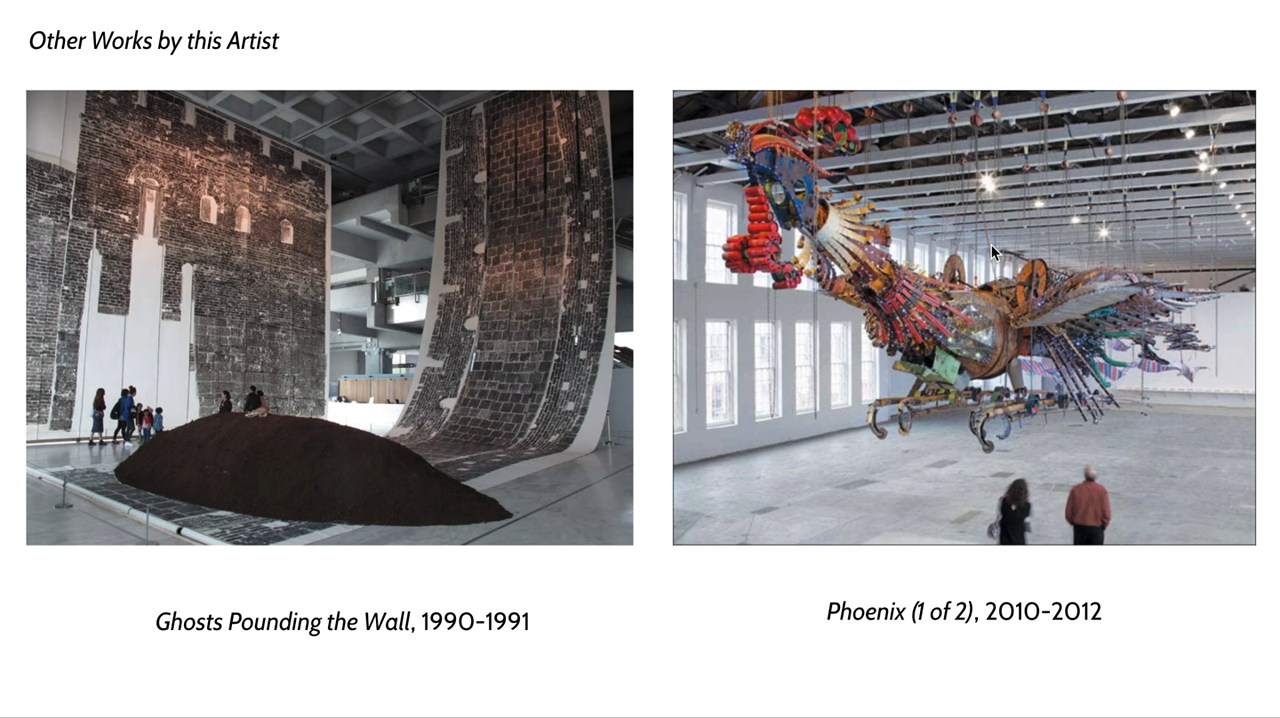 Other Works by this Artist
Ghosts Pounding the Wall, 1990-1991
Phoenix (1 of 2), 2010-2012